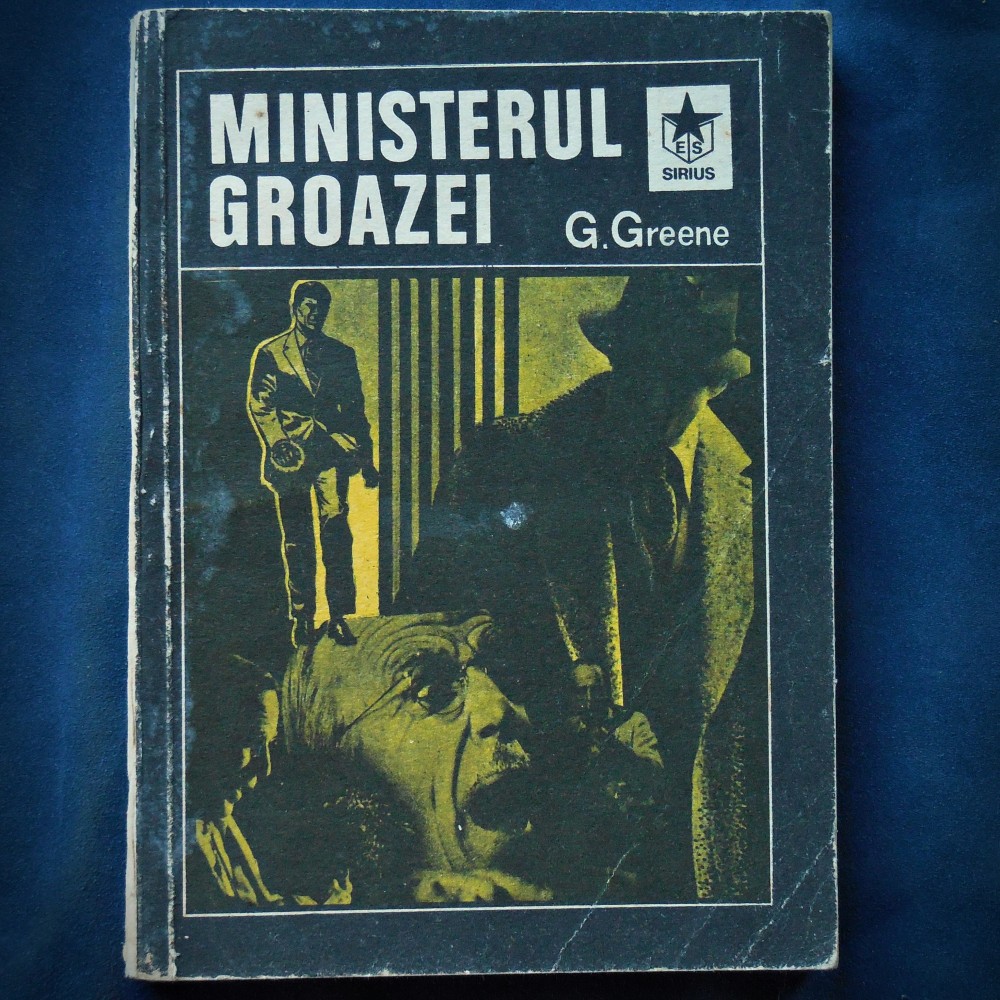 MINISTERUL
GROAZEI
G.Greene
ES
SIRIUS